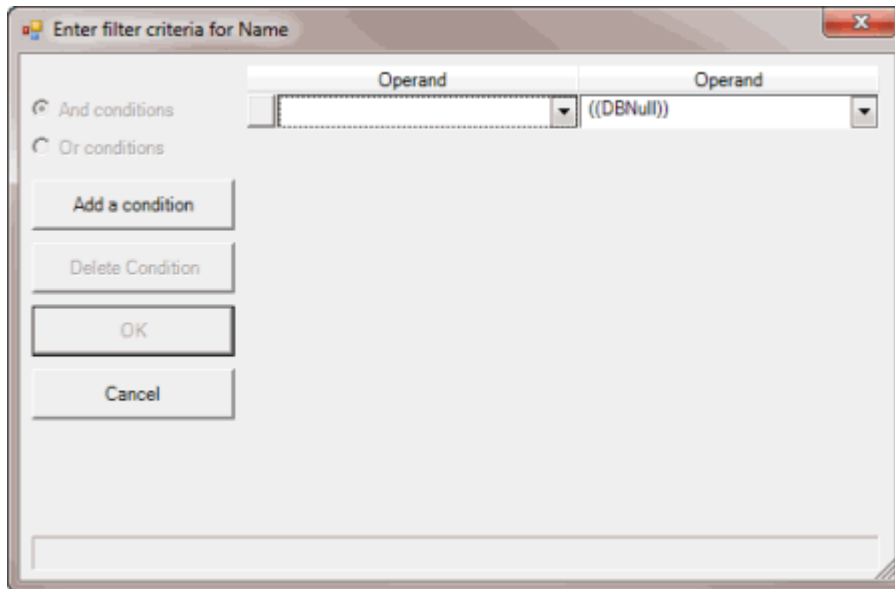 Enter filter criteria for Name
Operand Operand
And conditions
((DBNull))
Or conditions
Add a condition
Delete Condition
OK
Cancel